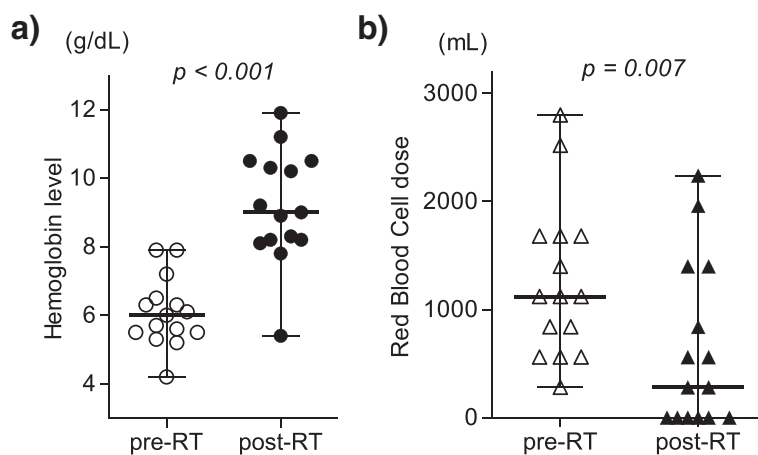 a)
(g/dL)
p < 0.001
Hemoglobin level
12
10
8
6
4
pre-RT
post-RT
b)
(mL)
p = 0.007
Red Blood Cell dose
3000
2000
1000
0
pre-RT
post-RT